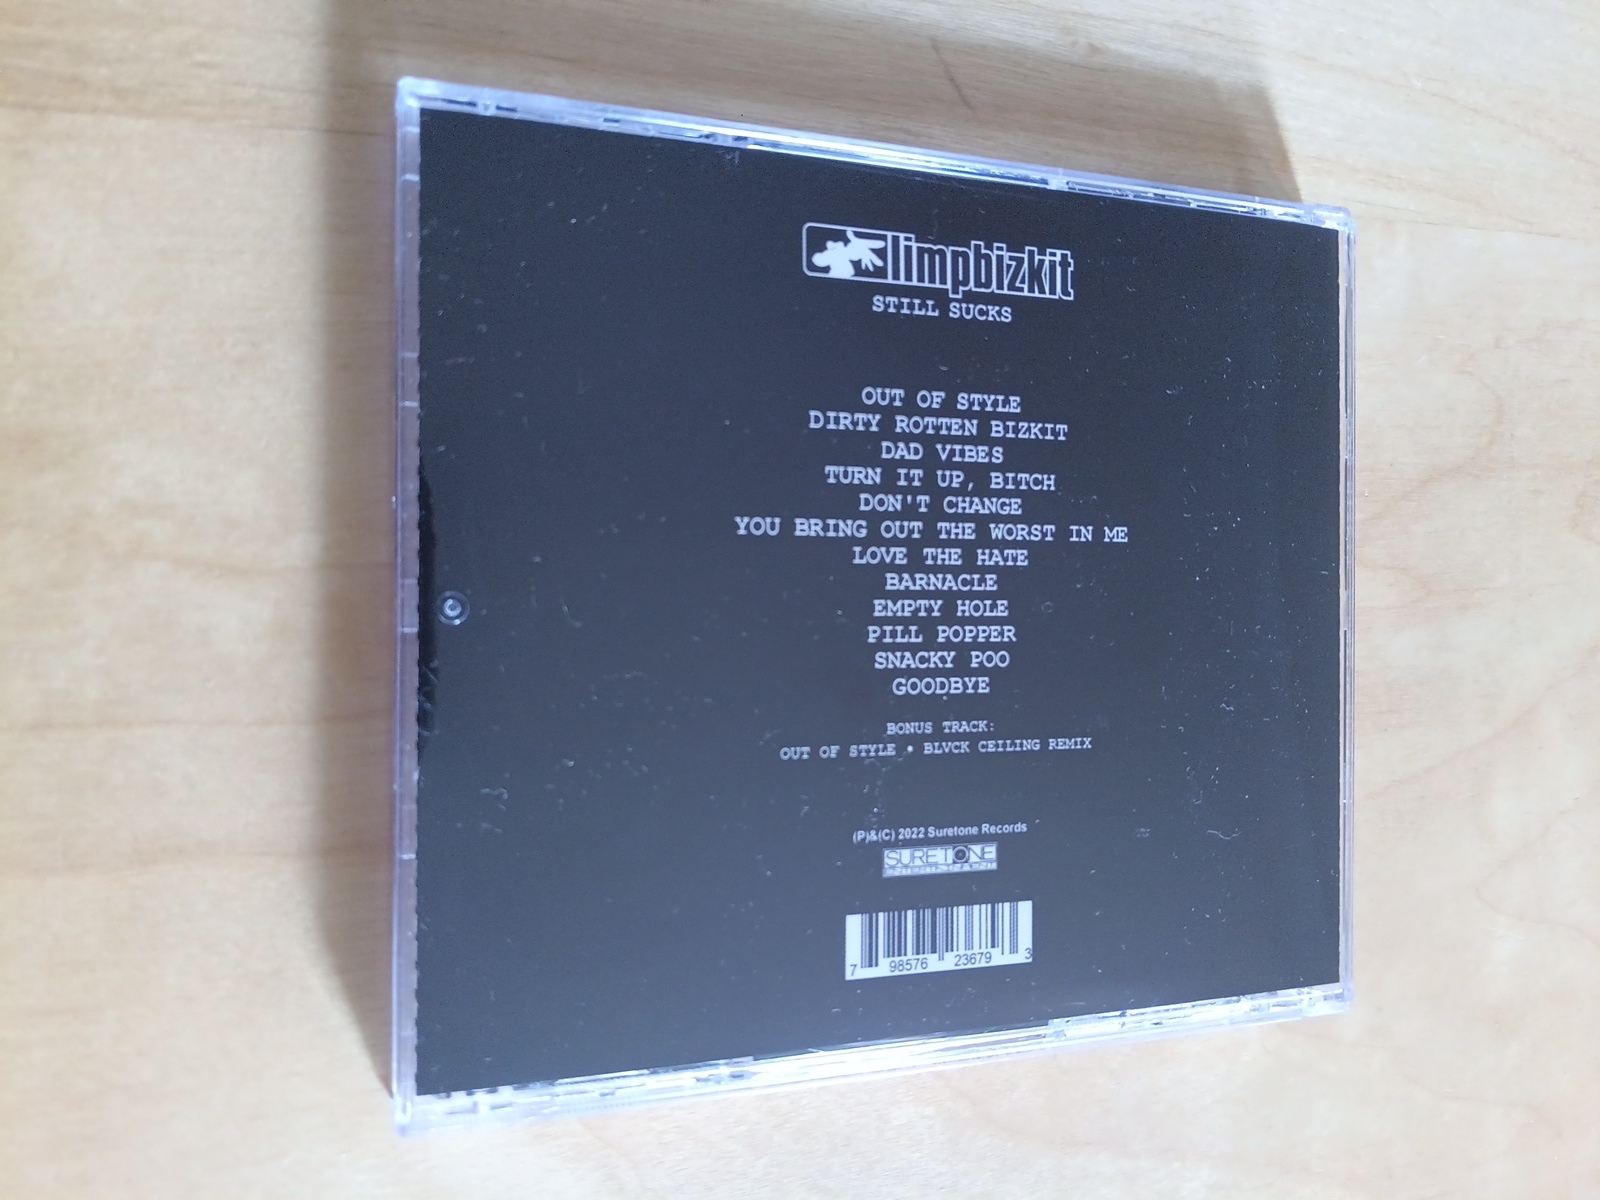 limpbizkit
STILL SUCKS
OUT OF STYLE
DIRTY ROTTEN BIZKIT
DAD VIBES
TURN IT UP, BITCH
DON'T CHANGE
YOU BRING OUT THE WORST IN ME
LOVE THE HATE
BARNACLE
EMPTY HOLE
PILL POPPER
SNACKY POO
GOODBYE
BONUS TRACK:
OUT OF STYLE • BLVCK CEILING REMIX
(P)&(C) 2022 Suretone Records
SURETONE
7 98576 23679 3